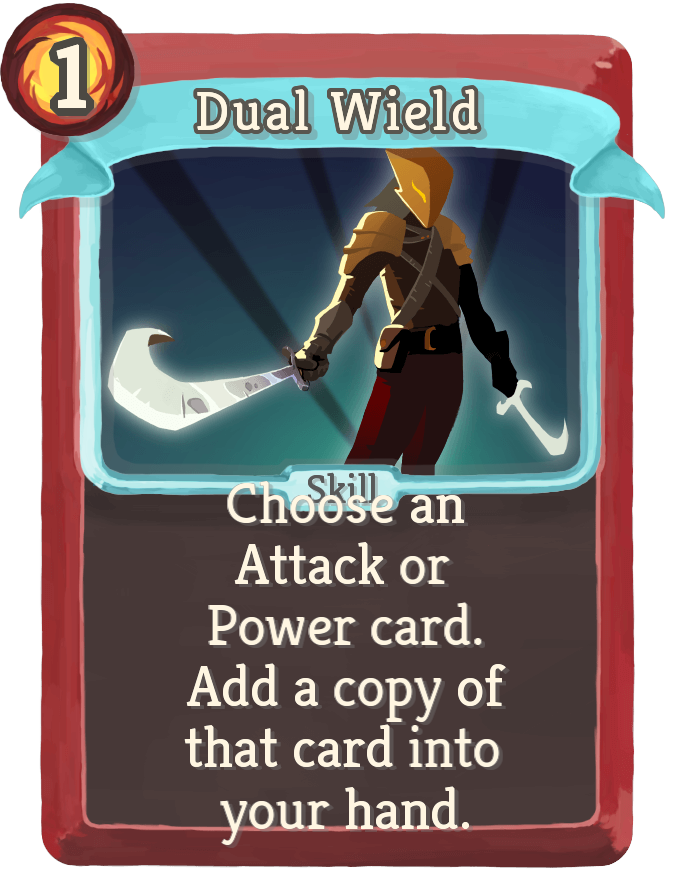 1
Dual Wield
Skill
Choose an
Attack or
Power card.
Add a copy of
that card into
your hand.